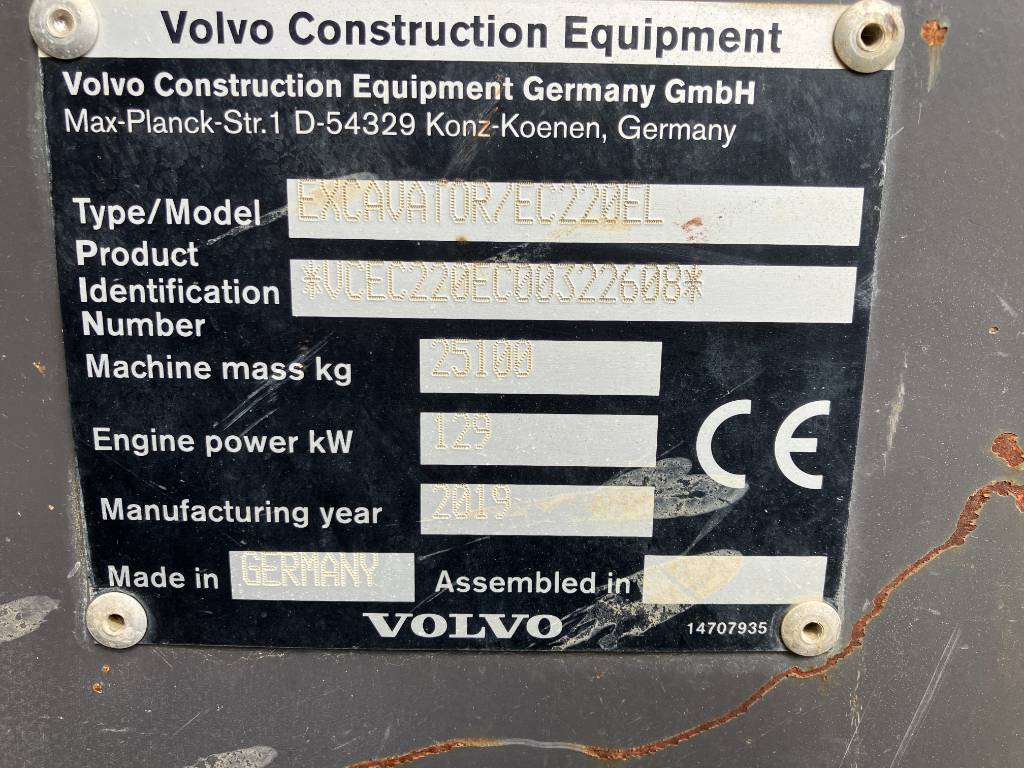 Volvo Construction Equipment
Volvo Construction Equipment Germany GmbH
Max-Planck-Str.1 D-54329 Konz-Koenen, Germany
Type/Model EXCAVATOR/EC220EL
Product
Identification *VCEC220EC00322608*
Number
Machine mass kg 25100
Engine power kW 129
CE
Manufacturing year 2019
Made in GERMANY Assembled in
VOLVO 14707935